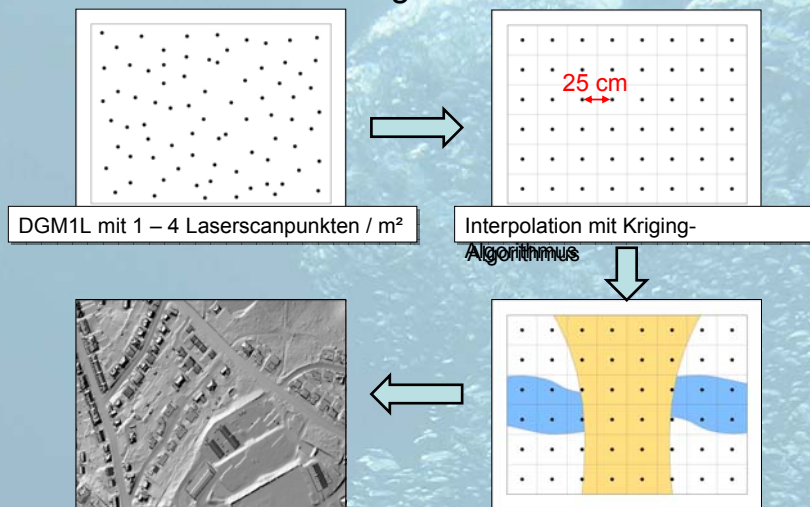 25 cm
DGM1L mit 1 – 4 Laserscanpunkten / m²
Interpolation mit Kriging-
Algorithmus